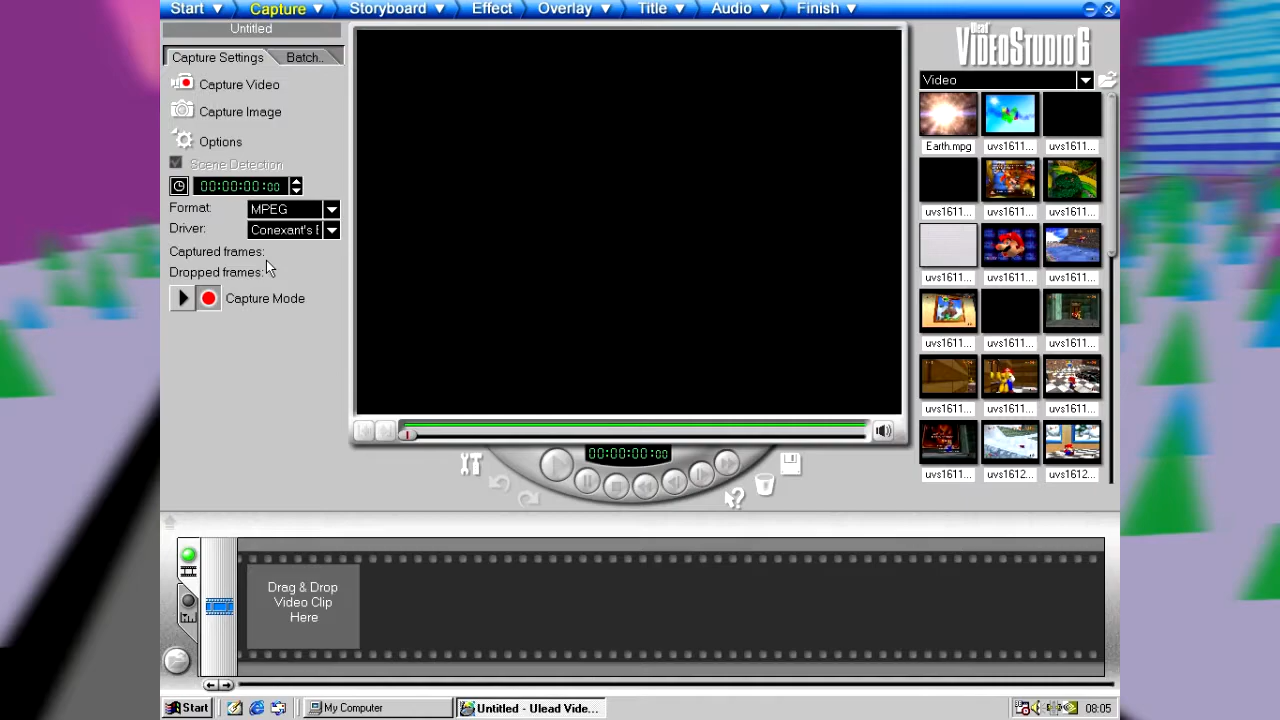 Start Capture Storyboard Effect Overlay Title Audio Finish
Untitled
Capture Settings Batch..
Ulead
VIDEOSTUDIO6
Video
Capture Video
Capture Image
Options
Scene Detection
00:00:00:00
Format: MPEG
Driver: Conexant's
Captured frames:
Dropped frames:
Capture Mode
Earth.mpg uvs1611... uvs1611...
uvs1611... uvs1611... uvs1611...
uvs1611... uvs1611... uvs1611...
uvs1611... uvs1611... uvs1611...
uvs1611... uvs1611... uvs1611...
uvs1611... uvs1612... uvs1612...
00:00:00:00
Drag & Drop
Video Clip
Here
Start My Computer Untitled - Ulead Vide... 08:05